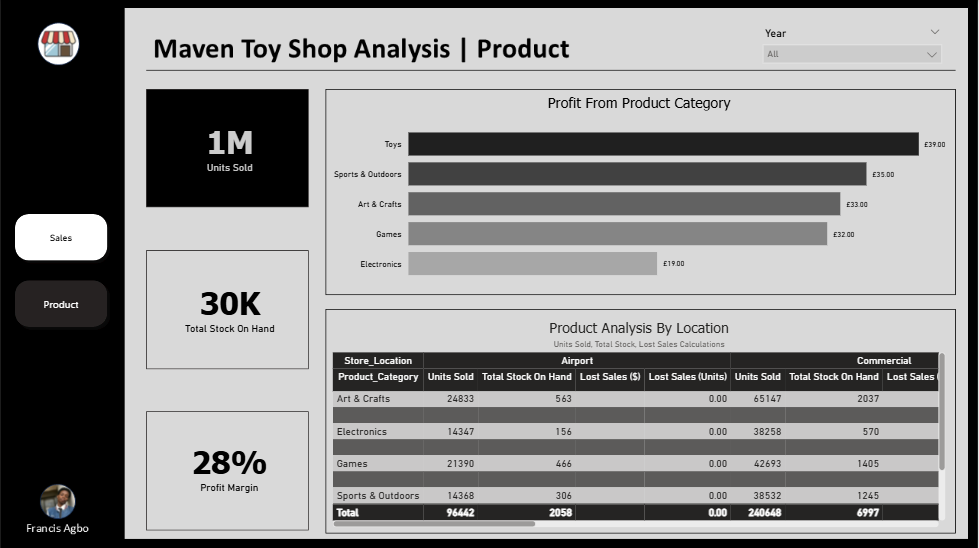 Maven Toy Shop Analysis | Product
Year
All
1M
Units Sold
30K
Total Stock On Hand
28%
Profit Margin
Sales
Product
Francis Agbo
Profit From Product Category
Toys £39.00
Sports & Outdoors £35.00
Art & Crafts £33.00
Games £32.00
Electronics £19.00
Product Analysis By Location
Units Sold, Total Stock, Lost Sales Calculations
Store_Location Airport Commercial
Product_Category Units Sold Total Stock On Hand Lost Sales ($) Lost Sales (Units) Units Sold Total Stock On Hand Lost Sales (
Art & Crafts 24833 563 0.00 65147 2037
Electronics 14347 156 0.00 38258 570
Games 21390 466 0.00 42693 1405
Sports & Outdoors 14368 306 0.00 38532 1245
Total 96442 2058 0.00 240648 6997